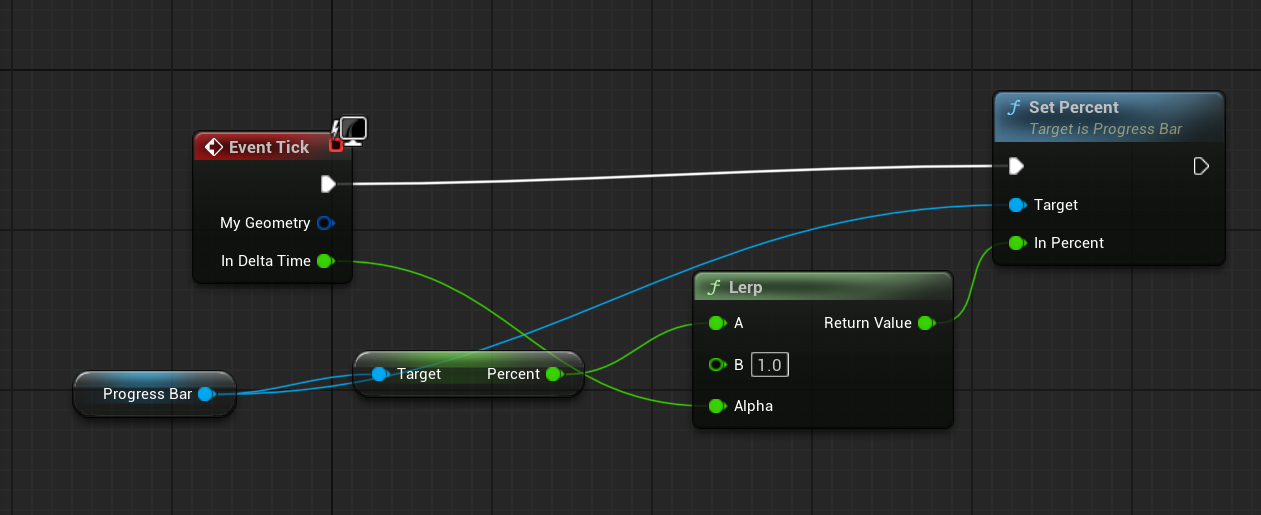 Event Tick
My Geometry
In Delta Time
Progress Bar
Target
Percent
f Lerp
A
Return Value
B 1.0
Alpha
f Set Percent
Target is Progress Bar
Target
In Percent